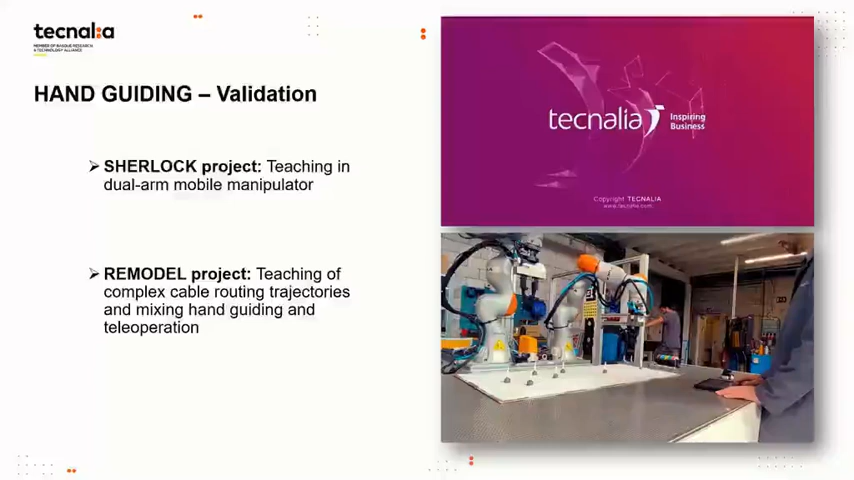 tecnal:a
MEMBER OF BASQUE RESEARCH
& TECHNOLOGY ALLIANCE
HAND GUIDING – Validation
➢ SHERLOCK project: Teaching in
dual-arm mobile manipulator
➢ REMODEL project: Teaching of
complex cable routing trajectories
and mixing hand guiding and
teleoperation
tecnalia Inspiring
Business
Copyright TECNALIA
www.tecnalia.com